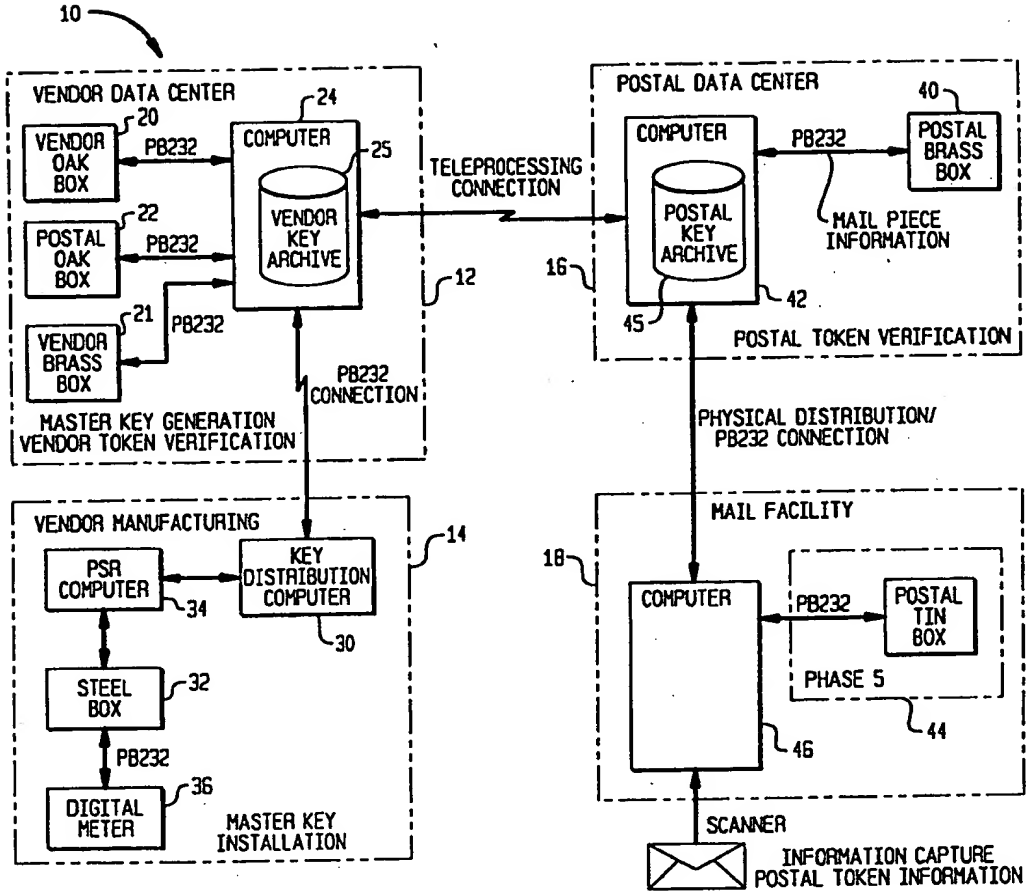 10
VENDOR DATA CENTER
20
VENDOR
OAK
BOX
PB232
22
POSTAL
OAK
BOX
PB232
21
VENDOR
BRASS
BOX
PB232
24
COMPUTER
25
VENDOR
KEY
ARCHIVE
12
MASTER KEY GENERATION
VENDOR TOKEN VERIFICATION
TELEPROCESSING
CONNECTION
POSTAL DATA CENTER
COMPUTER
POSTAL
KEY
ARCHIVE
45
42
16
PB232
40
POSTAL
BRASS
BOX
MAIL PIECE
INFORMATION
POSTAL TOKEN VERIFICATION
PB232
CONNECTION
PHYSICAL DISTRIBUTION/
PB232 CONNECTION
VENDOR MANUFACTURING
14
PSR
COMPUTER
34
KEY
DISTRIBUTION
COMPUTER
30
STEEL
BOX
32
PB232
DIGITAL
METER
36
MASTER KEY
INSTALLATION
MAIL FACILITY
18
COMPUTER
46
PB232
POSTAL
TIN
BOX
PHASE 5
44
SCANNER
INFORMATION CAPTURE
POSTAL TOKEN INFORMATION